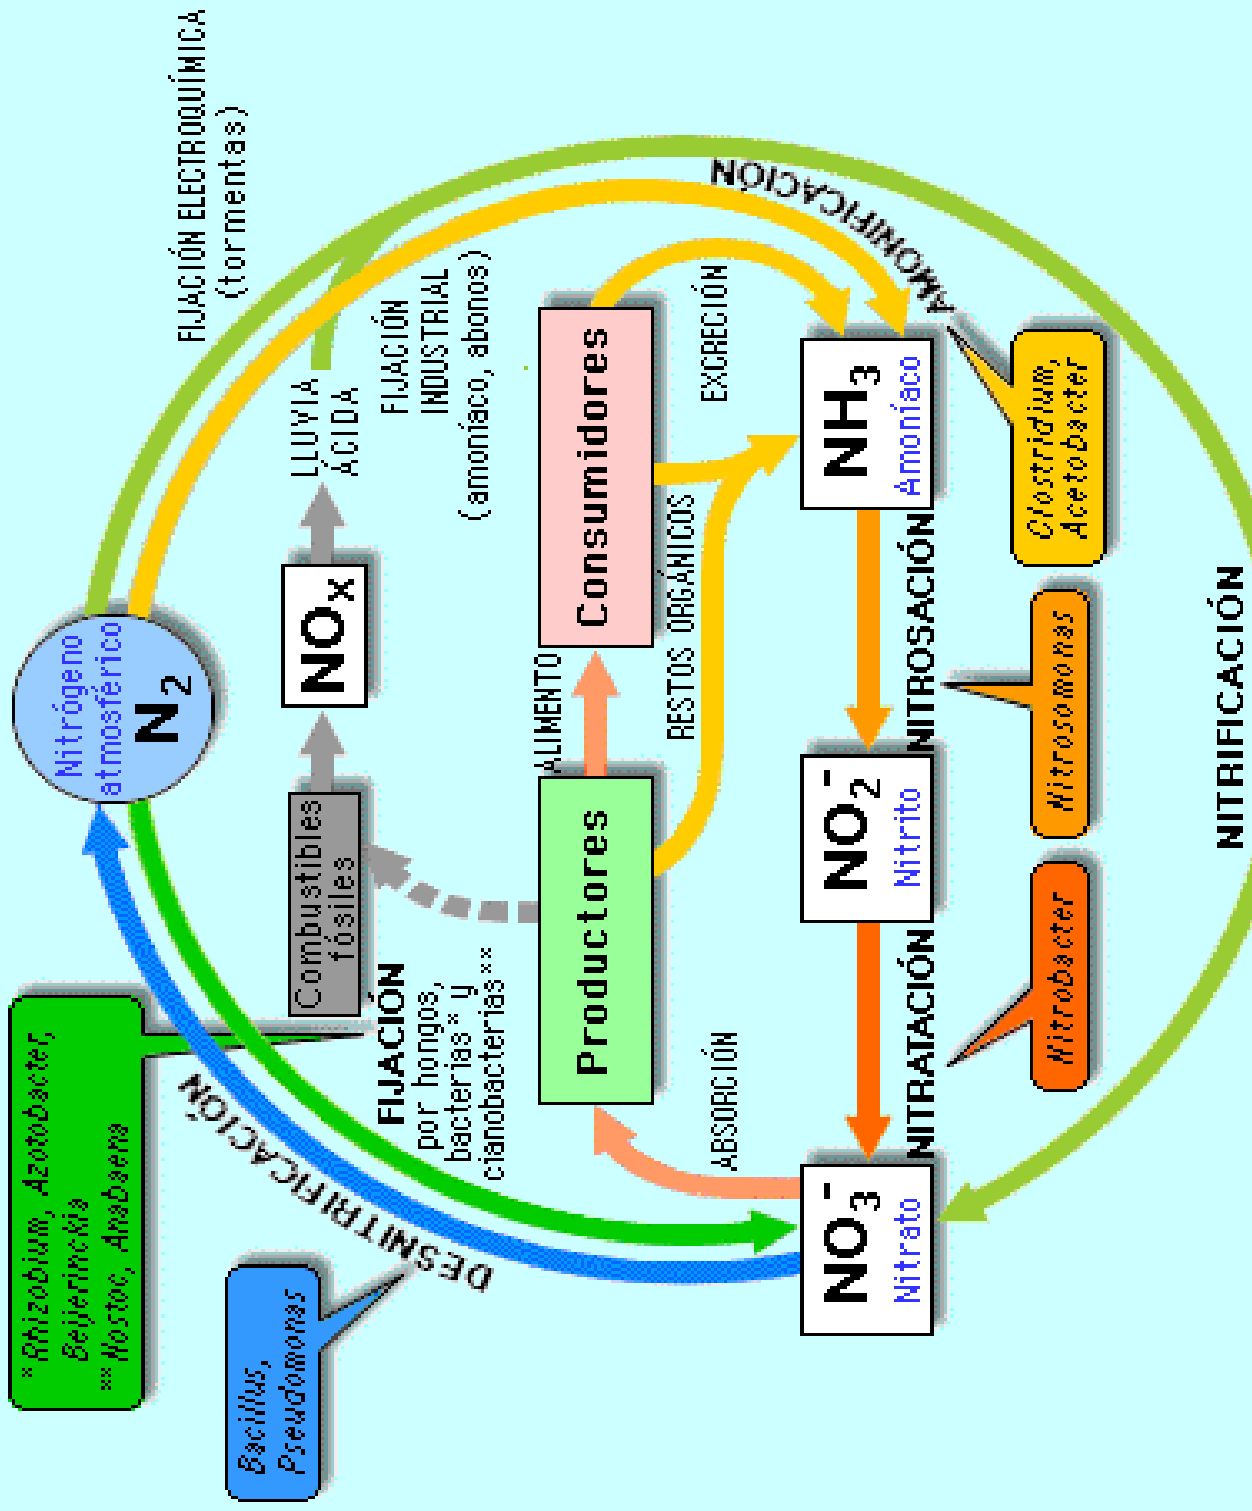 * Rhizobium, Azotobacter,
Beijerinckia
** Nostoc, Anabaena
Bacillus,
Pseudomonas
DESNITRIFICACIÓN
Nitrógeno
atmosférico
N2
FIJACIÓN ELECTROQUÍMICA
(tormentas)
Combustibles
fósiles
NOx
LLUVIA
ÁCIDA
FIJACIÓN
INDUSTRIAL
(amoníaco, abonos)
FIJACIÓN
por hongos,
bacterias* y
cianobacterias**
Productores
ALIMENTO
Consumidores
ABSORCIÓN
RESTOS ORGÁNICOS
EXCRECIÓN
AMONIFICACIÓN
NO3-
Nitrato
NO2-
Nitrito
NH3
Amoníaco
NITRATACIÓN
NITROSACIÓN
Nitrobacter
Nitrosomonas
Clostridium,
Acetobacter
NITRIFICACIÓN